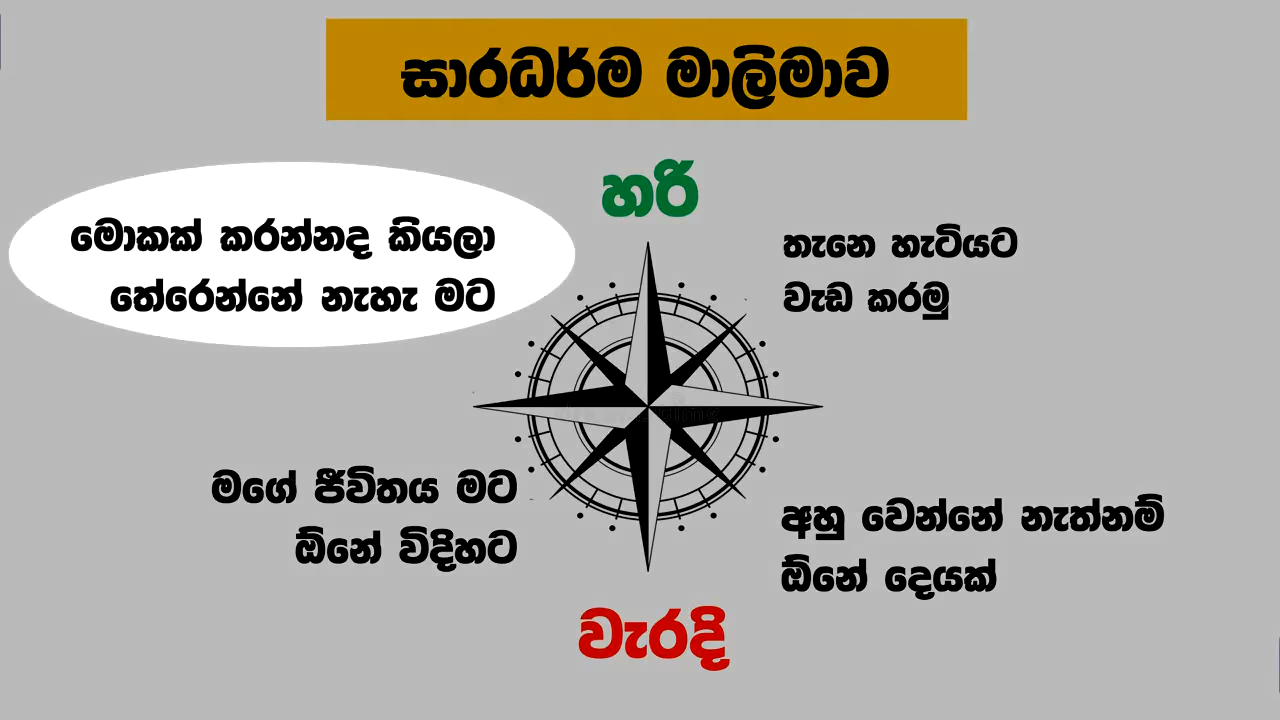 සාරධර්ම මාලිමාව
හරි
මොකක් කරන්නද කියලා
තේරෙන්නේ නැහැ මට
තැනෙ හැටියට
වැඩ කරමු
මගේ ජීවිතය මට
ඕනේ විදිහට
අහු වෙන්නේ නැත්නම්
ඕනේ දෙයක්
වැරදි